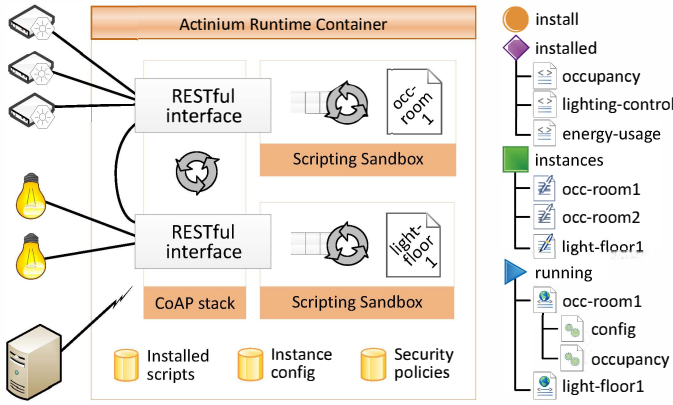 Actinium Runtime Container
RESTful
interface
occ-
room
1
Scripting Sandbox
RESTful
interface
light-
floor
1
CoAP stack
Scripting Sandbox
Installed
scripts
Instance
config
Security
policies
install
installed
occupancy
lighting-control
energy-usage
instances
occ-room1
occ-room2
light-floor1
running
occ-room1
config
occupancy
light-floor1